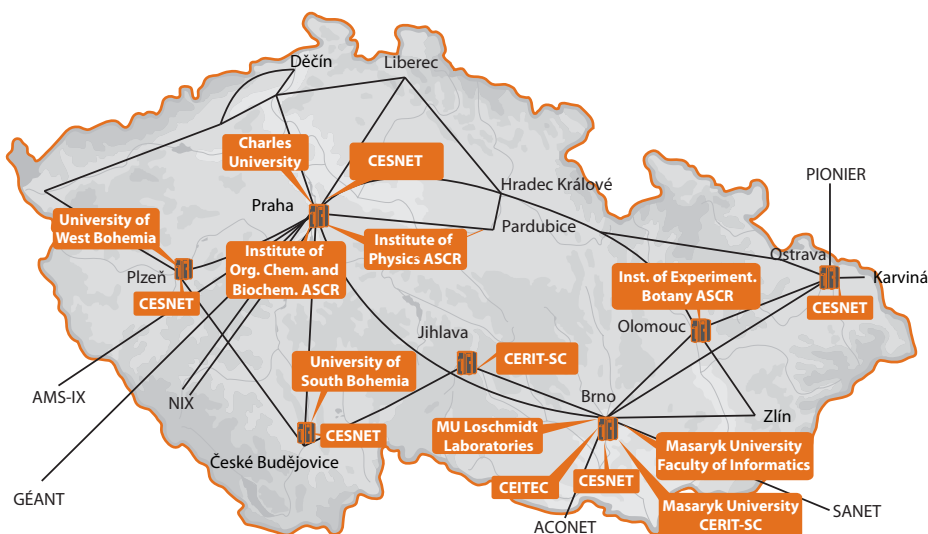 Děčín
Liberec
Charles
University
CESNET
Hradec Králové
PIONIER
Praha
University of
West Bohemia
Institute of
Org. Chem. and
Biochem. ASCR
Institute of
Physics ASCR
Pardubice
Ostrava
Karviná
Plzeň
CESNET
Inst. of Experiment.
Botany ASCR
CESNET
Olomouc
Jihlava
University of
South Bohemia
CERIT-SC
AMS-IX
NIX
Brno
Zlín
CESNET
MU Loschmidt
Laboratories
Masaryk University
Faculty of Informatics
České Budějovice
CEITEC
CESNET
GÉANT
Masaryk University
CERIT-SC
SANET
ACONET